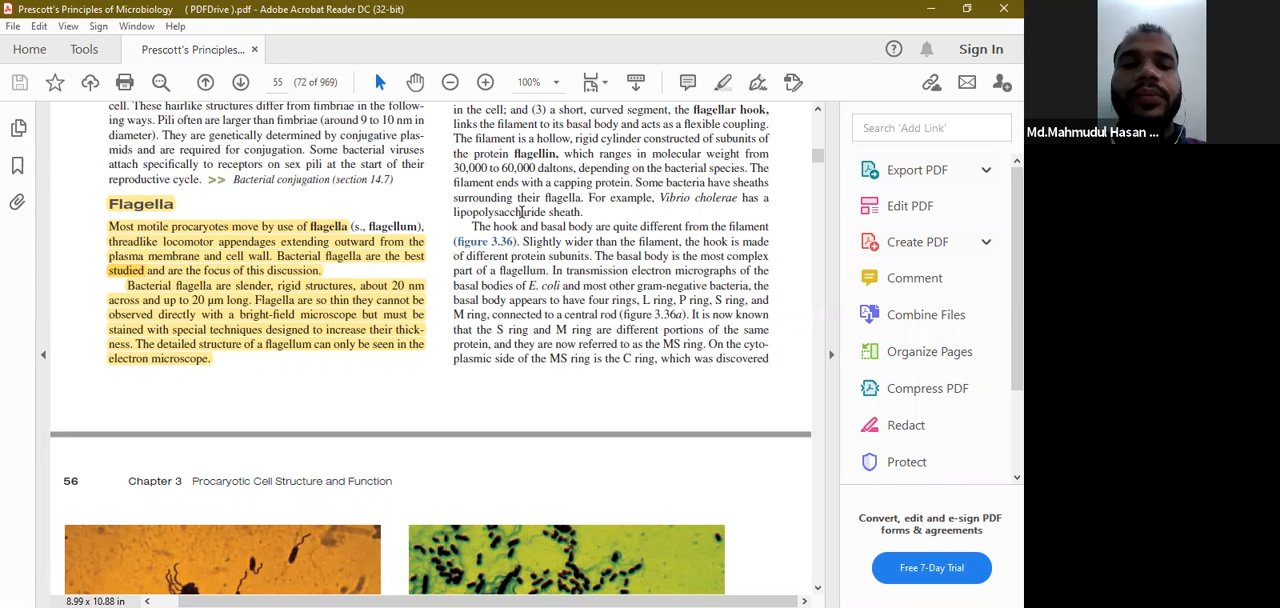 Prescott's Principles of Microbiology ( PDFDrive ).pdf - Adobe Acrobat Reader DC (32-bit)
File Edit View Sign Window Help
Home Tools Prescott's Principles... × Sign In
55 (72 of 969) 100%
cell. These hairlike structures differ from fimbriae in the follow-
ing ways. Pili often are larger than fimbriae (around 9 to 10 nm in
diameter). They are genetically determined by conjugative plas-
mids and are required for conjugation. Some bacterial viruses
attach specifically to receptors on sex pili at the start of their
reproductive cycle. >> Bacterial conjugation (section 14.7)
Flagella
Most motile procaryotes move by use of flagella (s., flagellum),
threadlike locomotor appendages extending outward from the
plasma membrane and cell wall. Bacterial flagella are the best
studied and are the focus of this discussion.
Bacterial flagella are slender, rigid structures, about 20 nm
across and up to 20 µm long. Flagella are so thin they cannot be
observed directly with a bright-field microscope but must be
stained with special techniques designed to increase their thick-
ness. The detailed structure of a flagellum can only be seen in the
electron microscope.
in the cell; and (3) a short, curved segment, the flagellar hook,
links the filament to its basal body and acts as a flexible coupling.
The filament is a hollow, rigid cylinder constructed of subunits of
the protein flagellin, which ranges in molecular weight from
30,000 to 60,000 daltons, depending on the bacterial species. The
filament ends with a capping protein. Some bacteria have sheaths
surrounding their flagella. For example, Vibrio cholerae has a
lipopolysaccharide sheath.
The hook and basal body are quite different from the filament
(figure 3.36). Slightly wider than the filament, the hook is made
of different protein subunits. The basal body is the most complex
part of a flagellum. In transmission electron micrographs of the
basal bodies of E. coli and most other gram-negative bacteria, the
basal body appears to have four rings, L ring, P ring, S ring, and
M ring, connected to a central rod (figure 3.36a). It is now known
that the S ring and M ring are different portions of the same
protein, and they are now referred to as the MS ring. On the cyto-
plasmic side of the MS ring is the C ring, which was discovered
56 Chapter 3 Procaryotic Cell Structure and Function
8.99 x 10.88 in
Search 'Add Link'
Export PDF
Edit PDF
Create PDF
Comment
Combine Files
Organize Pages
Compress PDF
Redact
Protect
Convert, edit and e-sign PDF
forms & agreements
Free 7-Day Trial
Md.Mahmudul Hasan ...